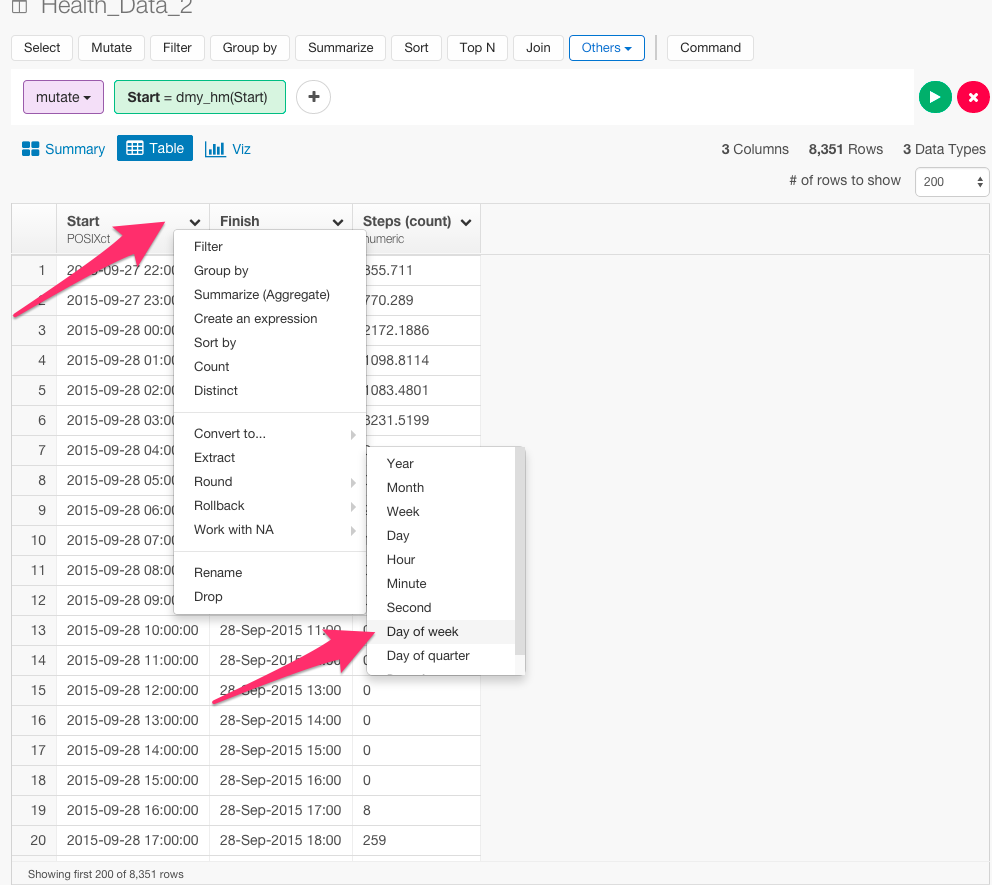 Health_Data_2
Select Mutate Filter Group by Summarize Sort Top N Join Others Command
mutate Start = dmy_hm(Start) +
Summary Table Viz 3 Columns 8,351 Rows 3 Data Types
# of rows to show 200
Start Finish Steps (count)
POSIXct numeric
Filter
Group by
Summarize (Aggregate)
Create an expression
Sort by
Count
Distinct
Convert to...
Extract
Round
Rollback
Work with NA
Rename
Drop
Year
Month
Week
Day
Hour
Minute
Second
Day of week
Day of quarter
1 2015-09-27 22:00 855.711
2 2015-09-27 23:00 770.289
3 2015-09-28 00:00 2172.1886
4 2015-09-28 01:00 1098.8114
5 2015-09-28 02:00 1083.4801
6 2015-09-28 03:00 3231.5199
7 2015-09-28 04:00
8 2015-09-28 05:00
9 2015-09-28 06:00
10 2015-09-28 07:00
11 2015-09-28 08:00
12 2015-09-28 09:00
13 2015-09-28 10:00:00 28-Sep-2015 11:00
14 2015-09-28 11:00:00 28-Sep-2015
15 2015-09-28 12:00:00 28-Sep-2015 13:00 0
16 2015-09-28 13:00:00 28-Sep-2015 14:00 0
17 2015-09-28 14:00:00 28-Sep-2015 15:00 0
18 2015-09-28 15:00:00 28-Sep-2015 16:00 0
19 2015-09-28 16:00:00 28-Sep-2015 17:00 8
20 2015-09-28 17:00:00 28-Sep-2015 18:00 259
Showing first 200 of 8,351 rows